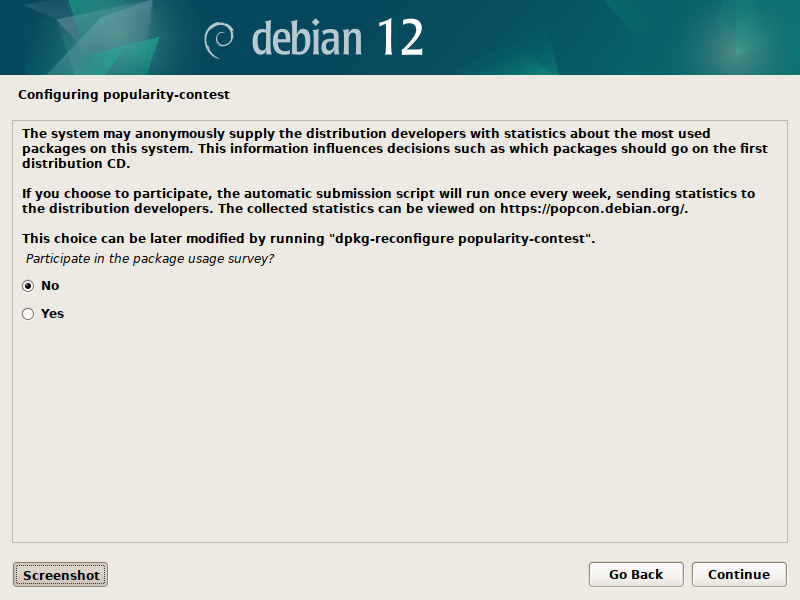 debian 12
Configuring popularity-contest
The system may anonymously supply the distribution developers with statistics about the most used
packages on this system. This information influences decisions such as which packages should go on the first
distribution CD.
If you choose to participate, the automatic submission script will run once every week, sending statistics to
the distribution developers. The collected statistics can be viewed on https://popcon.debian.org/.
This choice can be later modified by running "dpkg-reconfigure popularity-contest".
Participate in the package usage survey?
No
Yes
Screenshot
Go Back
Continue